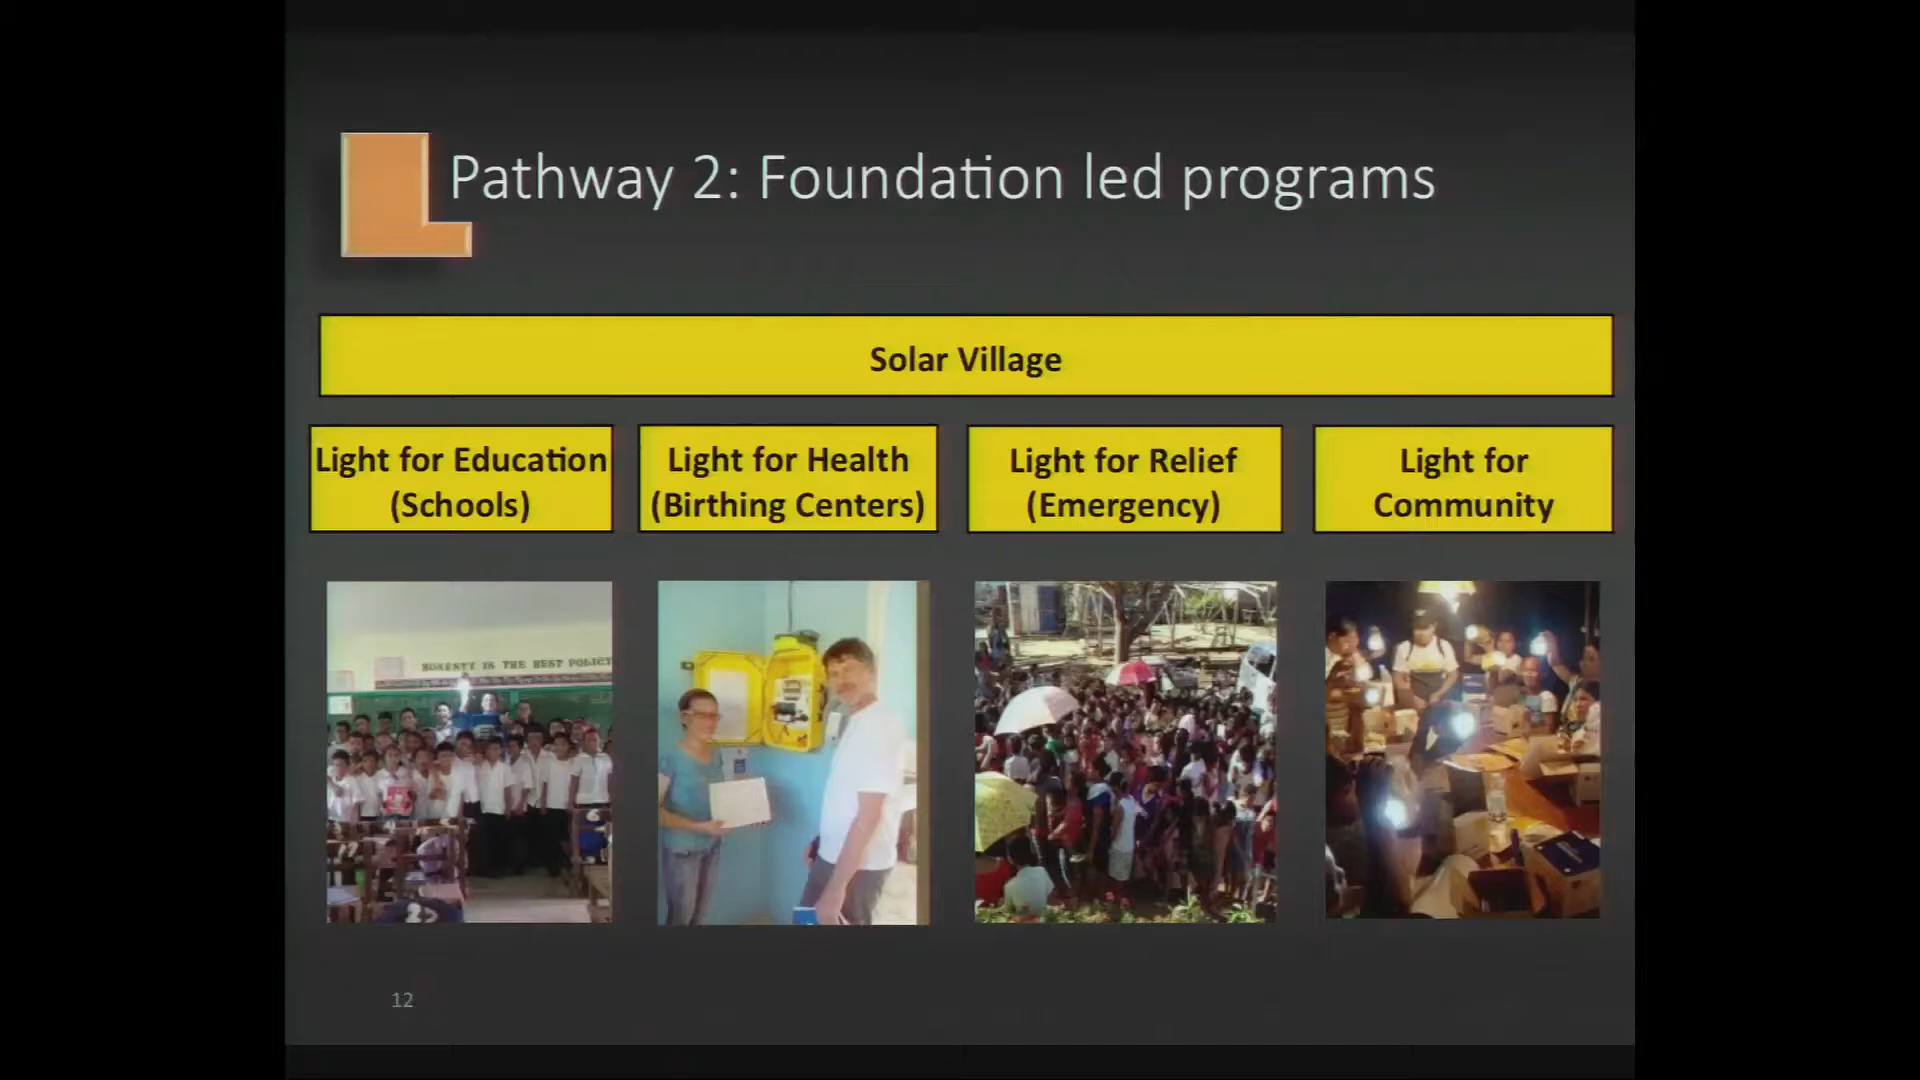 Pathway 2: Foundation led programs
Solar Village
Light for Education
(Schools)
Light for Health
(Birthing Centers)
Light for Relief
(Emergency)
Light for
Community
HONESTY IS THE BEST POLICY
12